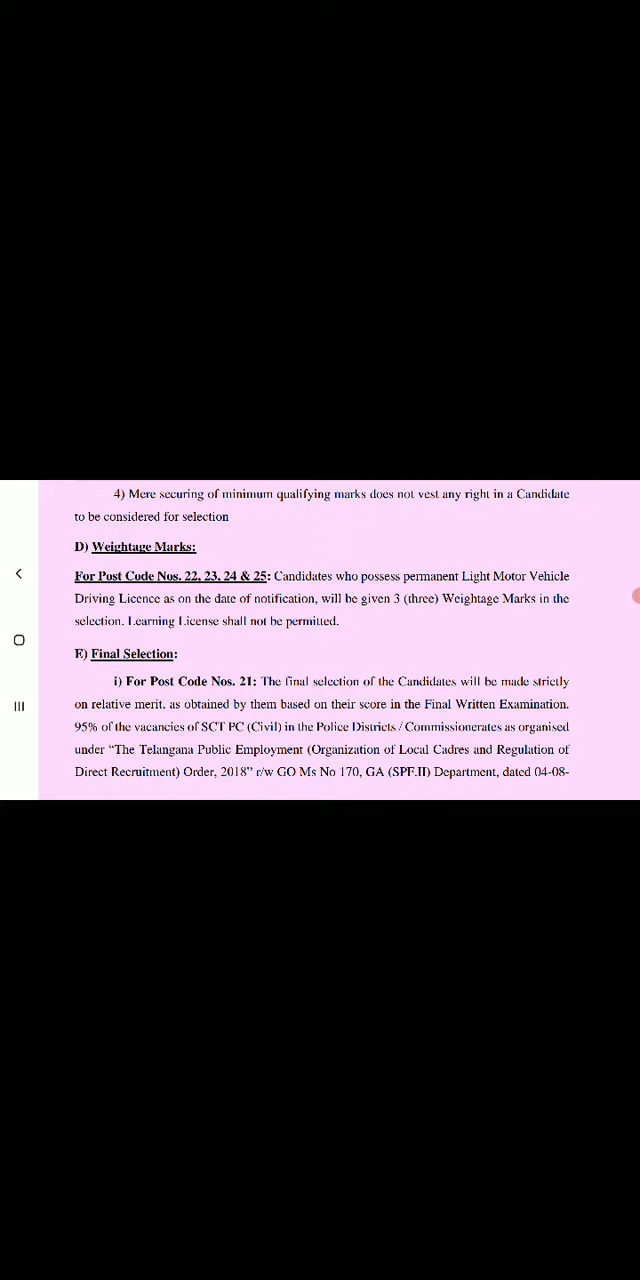 4) Mere securing of minimum qualifying marks does not vest any right in a Candidate
to be considered for selection
D) Weightage Marks:
For Post Code Nos. 22, 23, 24 & 25: Candidates who possess permanent Light Motor Vehicle
Driving Licence as on the date of notification, will be given 3 (three) Weightage Marks in the
selection. Learning License shall not be permitted.
E) Final Selection:
i) For Post Code Nos. 21: The final selection of the Candidates will be made strictly
on relative merit, as obtained by them based on their score in the Final Written Examination.
95% of the vacancies of SCT PC (Civil) in the Police Districts / Commissionerates as organised
under “The Telangana Public Employment (Organization of Local Cadres and Regulation of
Direct Recruitment) Order, 2018” r/w GO Ms No 170, GA (SPF.II) Department, dated 04-08-